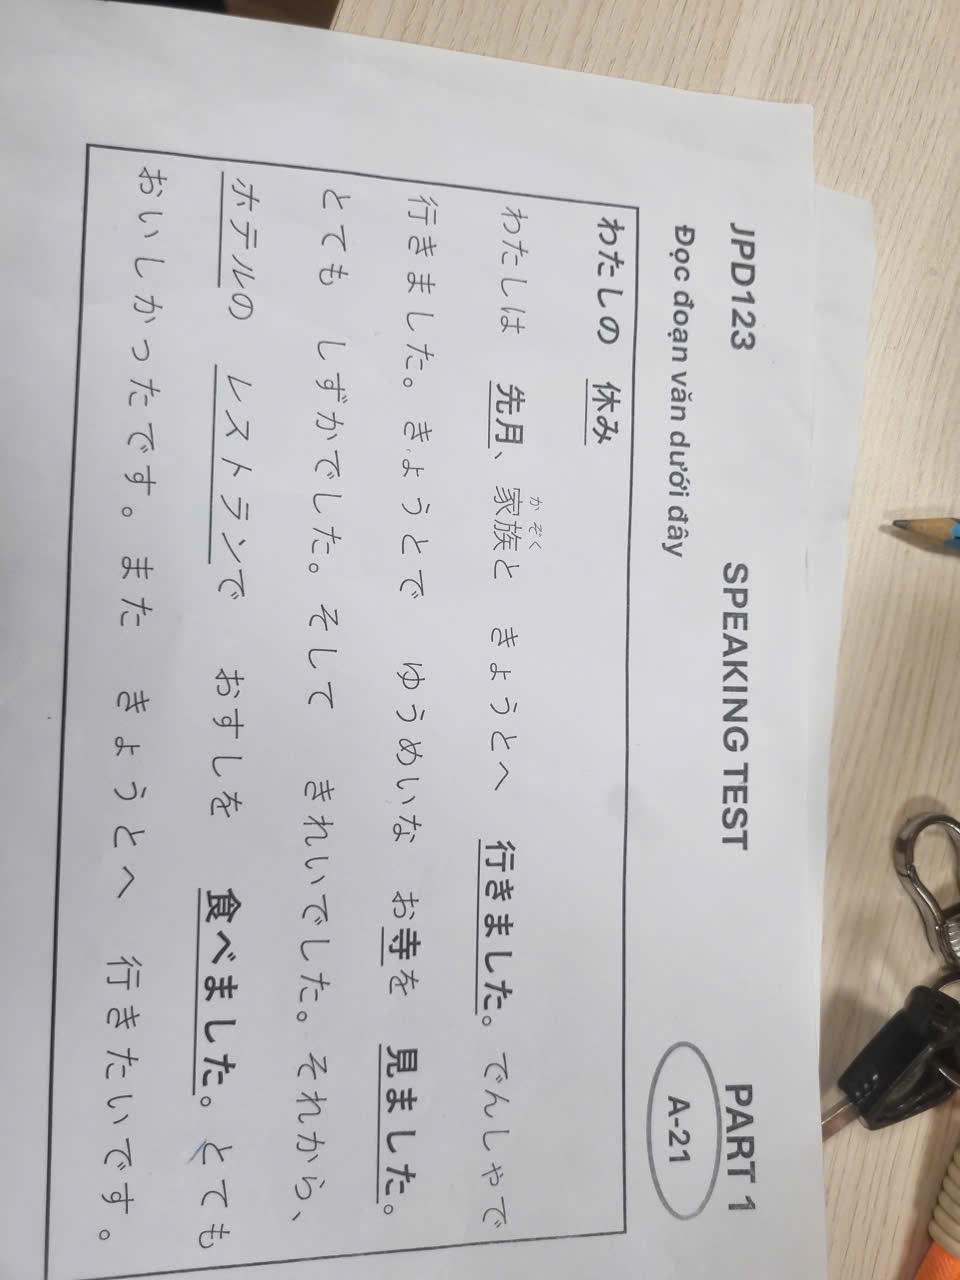 JPD123 SPEAKING TEST PART 1
Đọc đoạn văn dưới đây A-21
わたしの 休み
わたしは 先月、家族と きょうとへ 行きました。でんしゃで
かぞく
行きました。きょうとで ゆうめいな お寺を 見ました。
とても しずかでした。そして きれいでした。それから、
ホテルの レストランで おすしを 食べました。とても
おいしかったです。また きょうとへ 行きたいです。